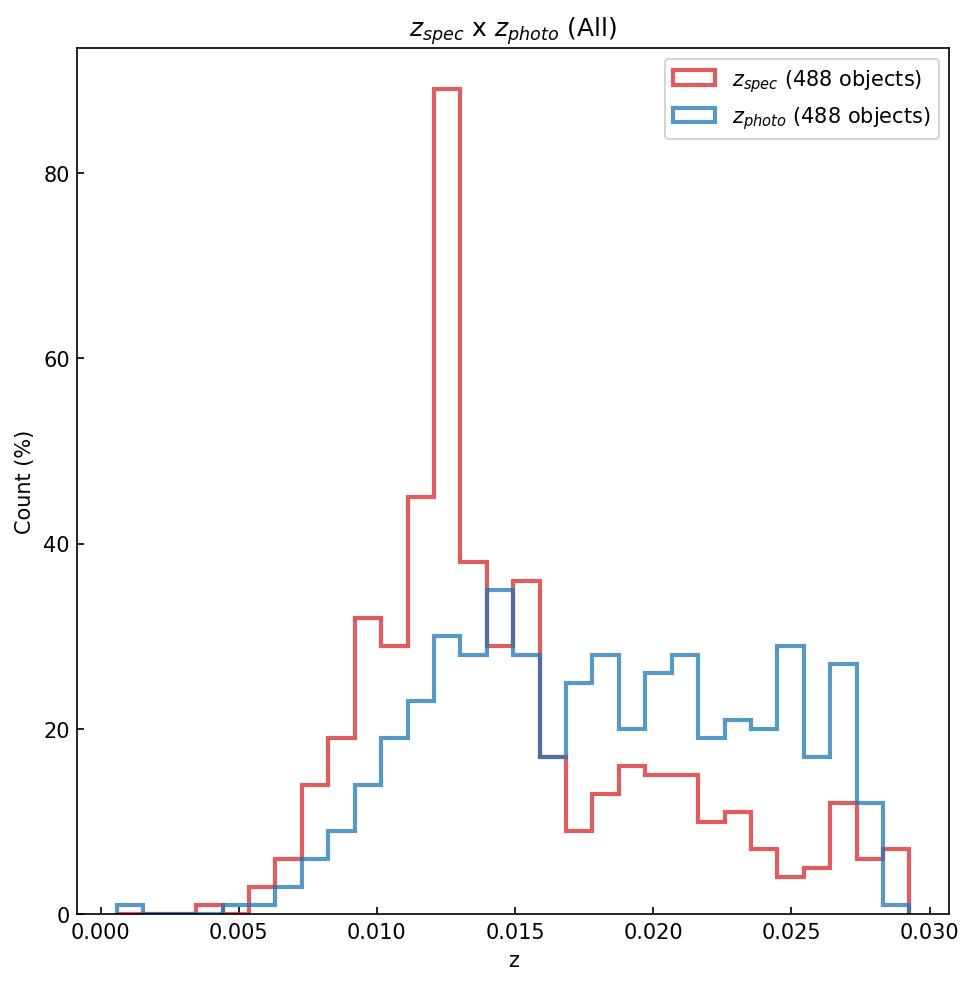 z_spec x z_photo (All)
z_spec (488 objects)
z_photo (488 objects)
Count (%)
80
60
40
20
0
0.000 0.005 0.010 0.015 0.020 0.025 0.030
z